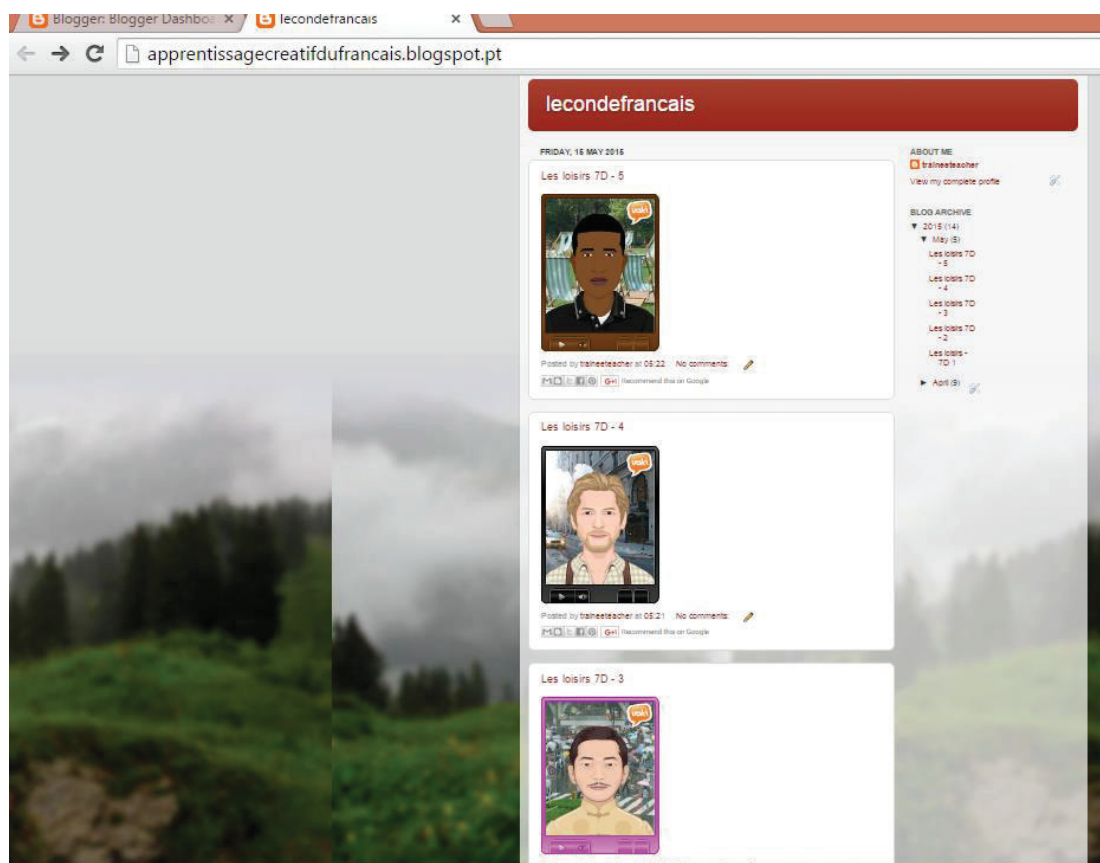 Blogger: Blogger Dashboa
lecondefrancais
apprentissagecreatifdufrancais.blogspot.pt
lecondefrancais
FRIDAY, 15 MAY 2015
Les loisirs 7D - 5
voki
Posted by traineeteacher at 05:22 No comments:
G+1 Recommend this on Google
Les loisirs 7D - 4
voki
Posted by traineeteacher at 05:21 No comments:
G+1 Recommend this on Google
Les loisirs 7D - 3
voki
ABOUT ME
traineeteacher
View my complete profile
BLOG ARCHIVE
▼ 2015 (14)
▼ May (5)
Les loisirs 7D
- 5
Les loisirs 7D
- 4
Les loisirs 7D
- 3
Les loisirs 7D
- 2
Les loisirs -
7D 1
► April (9)